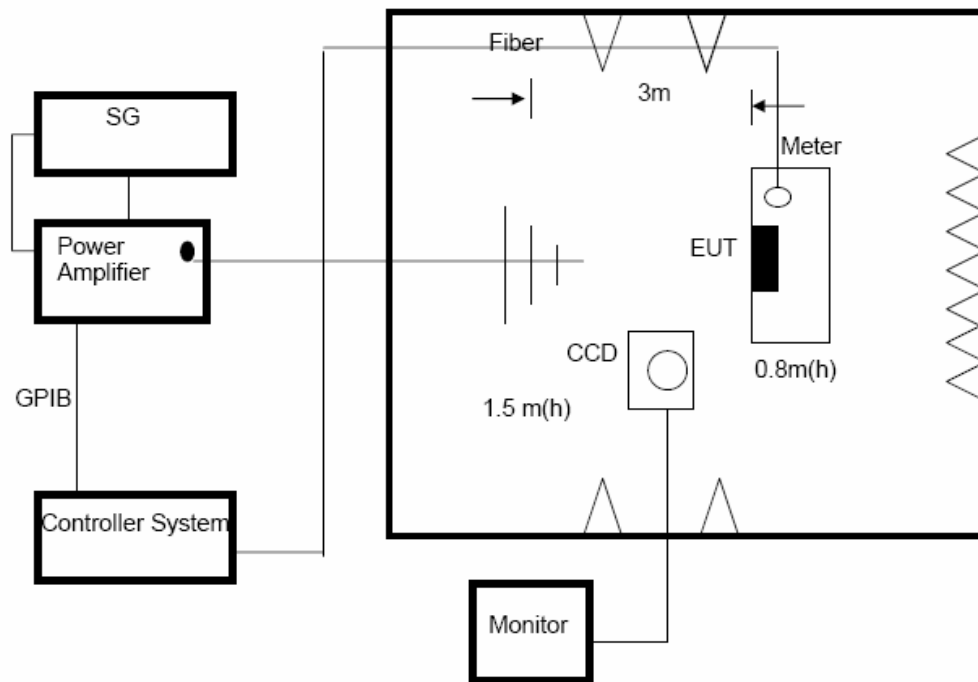 Fiber
3m
SG
Meter
Power
Amplifier
EUT
CCD
0.8m(h)
GPIB
1.5 m(h)
Controller System
Monitor